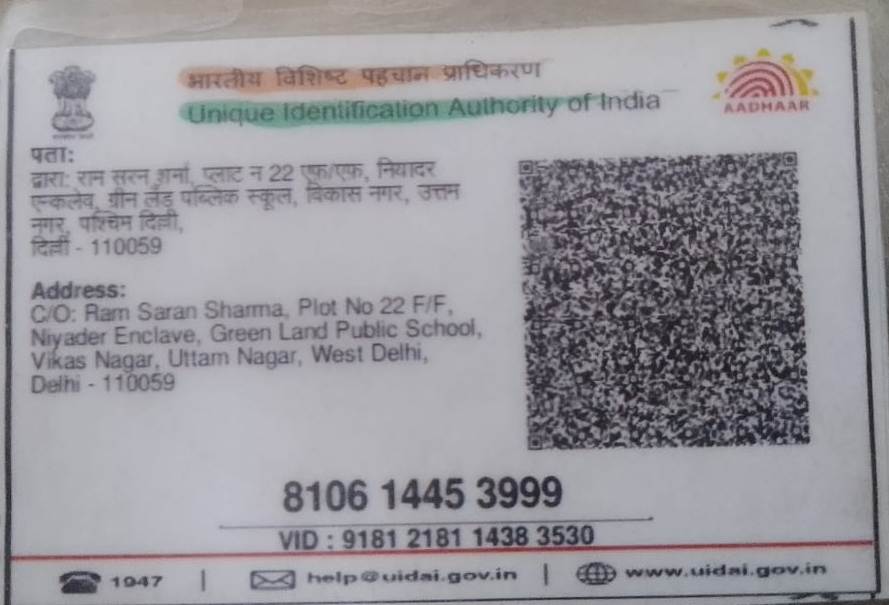 भारतीय विशिष्ट पहचान प्राधिकरण
Unique Identification Authority of India
AADHAAR
पता:
द्वारा: राम सरन शर्मा, प्लाट न 22 एफ/एफ, नियादर
एन्कलेव, ग्रीन लैंड पब्लिक स्कूल, विकास नगर, उत्तम
नगर, पश्चिम दिल्ली,
दिल्ली - 110059
Address:
C/O: Ram Saran Sharma, Plot No 22 F/F,
Niyader Enclave, Green Land Public School,
Vikas Nagar, Uttam Nagar, West Delhi,
Delhi - 110059
8106 1445 3999
VID : 9181 2181 1438 3530
1947 | help@uidai.gov.in | www.uidai.gov.in